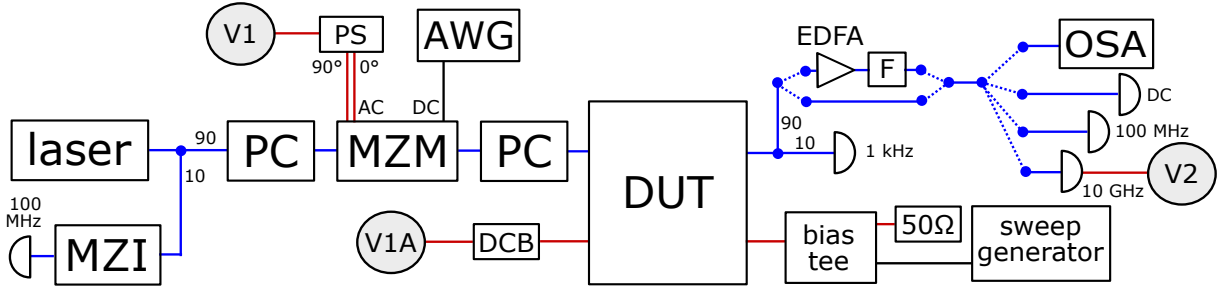 V1
PS
90° 0°
AC DC
AWG
EDFA
F
OSA
DC
100 MHz
10 GHz
V2
laser
90
10
PC
MZM
PC
DUT
90
10
1 kHz
100
MHz
MZI
V1A
DCB
bias
tee
50Ω
sweep
generator